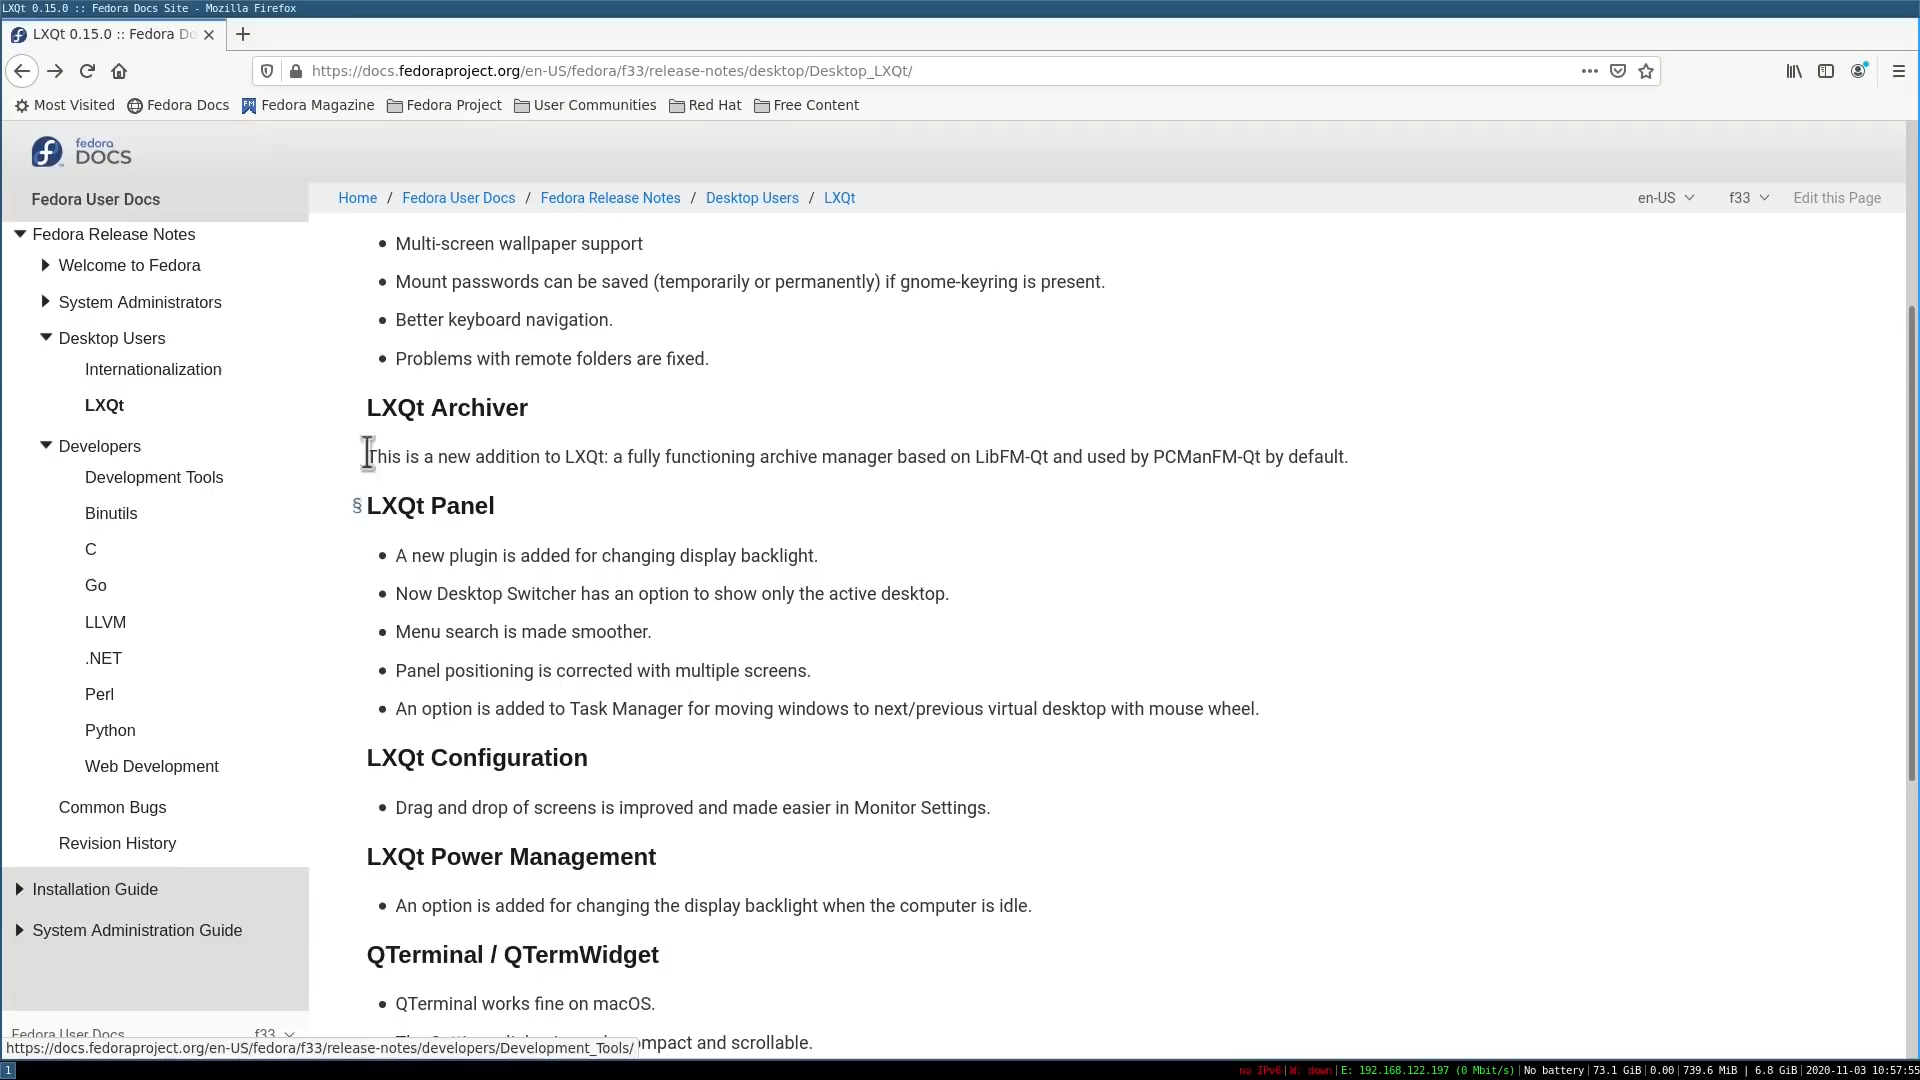 LXQt 0.15.0 :: Fedora Docs Site - Mozilla Firefox
LXQt 0.15.0 :: Fedora Do
https://docs.fedoraproject.org/en-US/fedora/f33/release-notes/desktop/Desktop_LXQt/
Most Visited Fedora Docs Fedora Magazine Fedora Project User Communities Red Hat Free Content
fedora
DOCS
Fedora User Docs
Home / Fedora User Docs / Fedora Release Notes / Desktop Users / LXQt
en-US f33 Edit this Page
Fedora Release Notes
Welcome to Fedora
System Administrators
Desktop Users
Internationalization
LXQt
Developers
Development Tools
Binutils
C
Go
LLVM
.NET
Perl
Python
Web Development
Common Bugs
Revision History
Installation Guide
System Administration Guide
Fedora User Docs f33
• Multi-screen wallpaper support
• Mount passwords can be saved (temporarily or permanently) if gnome-keyring is present.
• Better keyboard navigation.
• Problems with remote folders are fixed.
LXQt Archiver
This is a new addition to LXQt: a fully functioning archive manager based on LibFM-Qt and used by PCManFM-Qt by default.
§ LXQt Panel
• A new plugin is added for changing display backlight.
• Now Desktop Switcher has an option to show only the active desktop.
• Menu search is made smoother.
• Panel positioning is corrected with multiple screens.
• An option is added to Task Manager for moving windows to next/previous virtual desktop with mouse wheel.
LXQt Configuration
• Drag and drop of screens is improved and made easier in Monitor Settings.
LXQt Power Management
• An option is added for changing the display backlight when the computer is idle.
QTerminal / QTermWidget
• QTerminal works fine on macOS.
compact and scrollable.
https://docs.fedoraproject.org/en-US/fedora/f33/release-notes/developers/Development_Tools/
1
no IPv6|W: down|E: 192.168.122.197 (0 Mbit/s)|No battery|73.1 GiB|0.00|739.6 MiB | 6.8 GiB|2020-11-03 10:57:55